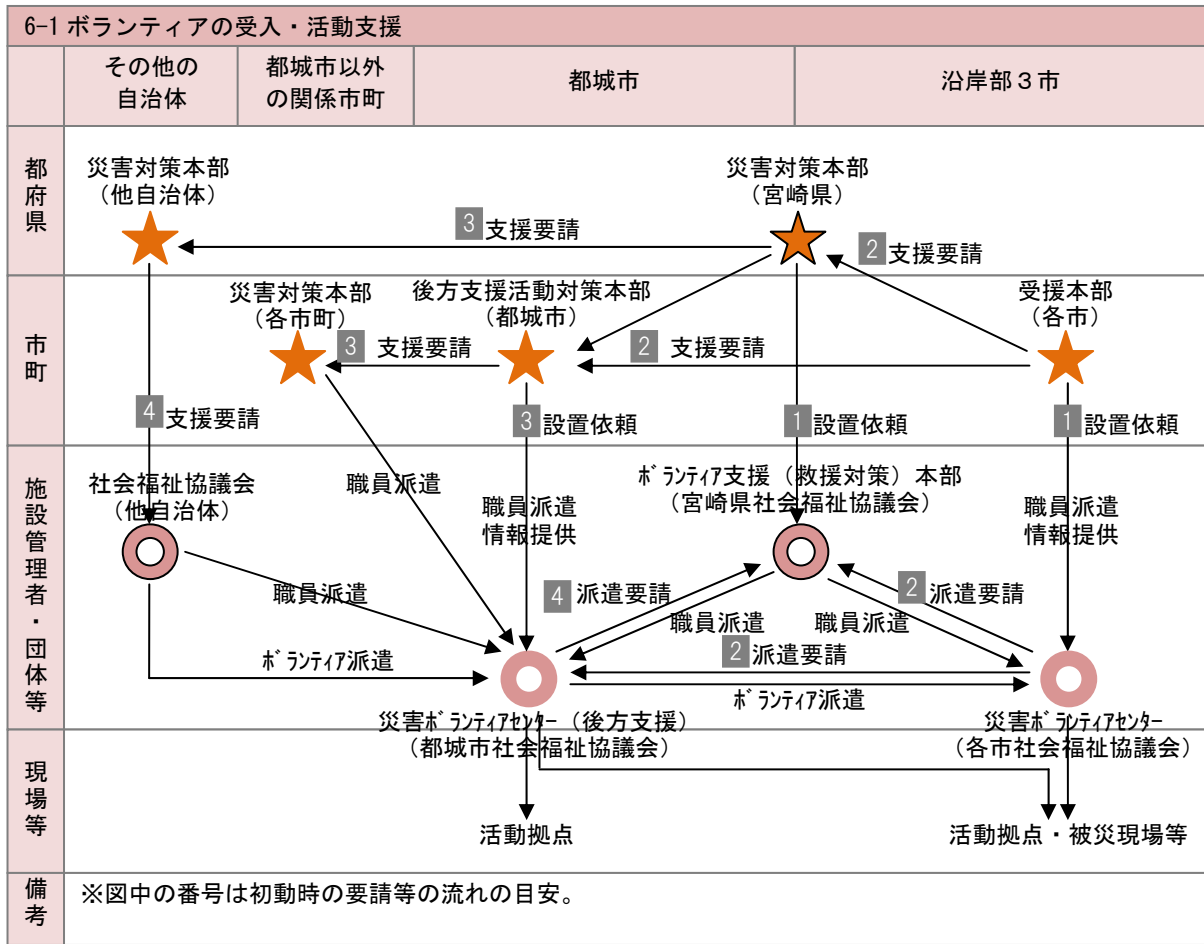 6-1 ボランティアの受入・活動支援
その他の
自治体
都城市以外
の関係市町
都城市
沿岸部３市
都府県
災害対策本部
（他自治体）
災害対策本部
（宮崎県）
3 支援要請
2 支援要請
市町
災害対策本部
（各市町）
後方支援活動対策本部
（都城市）
受援本部
（各市）
3 支援要請
2 支援要請
4 支援要請
3 設置依頼
1 設置依頼
1 設置依頼
施設管理者・団体等
社会福祉協議会
（他自治体）
職員派遣
職員派遣
情報提供
ﾎﾞﾗﾝﾃｨｱ支援（救援対策）本部
（宮崎県社会福祉協議会）
職員派遣
情報提供
職員派遣
4 派遣要請
2 派遣要請
職員派遣
職員派遣
ﾎﾞﾗﾝﾃｨｱ派遣
2 派遣要請
ﾎﾞﾗﾝﾃｨｱ派遣
災害ﾎﾞﾗﾝﾃｨｱｾﾝﾀｰ（後方支援）
（都城市社会福祉協議会）
災害ﾎﾞﾗﾝﾃｨｱｾﾝﾀｰ
（各市社会福祉協議会）
現場等
活動拠点
活動拠点・被災現場等
備考
※図中の番号は初動時の要請等の流れの目安。